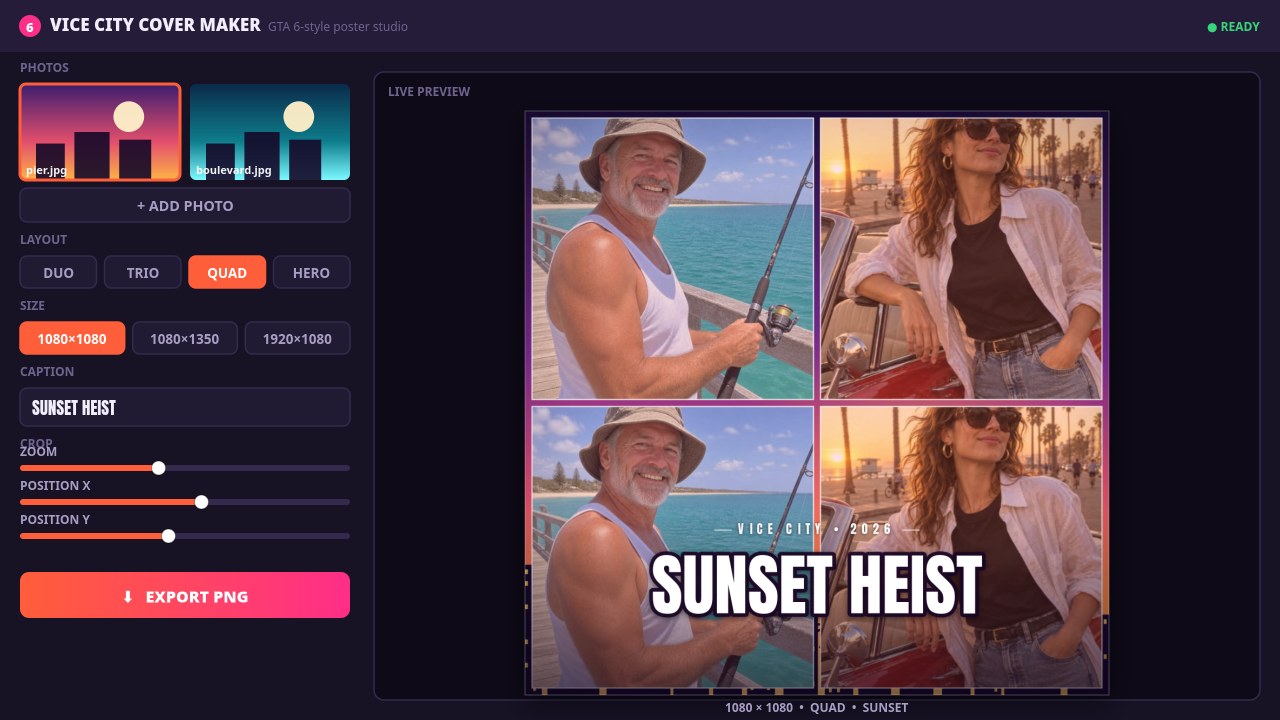 6 VICE CITY COVER MAKER GTA 6-style poster studio
● READY
PHOTOS
pier.jpg
boulevard.jpg
+ ADD PHOTO
LAYOUT
DUO
TRIO
QUAD
HERO
SIZE
1080×1080
1080×1350
1920×1080
CAPTION
SUNSET HEIST
CROP
ZOOM
POSITION X
POSITION Y
⬇ EXPORT PNG
LIVE PREVIEW
VICE CITY • 2026
SUNSET HEIST
1080 × 1080 • QUAD • SUNSET